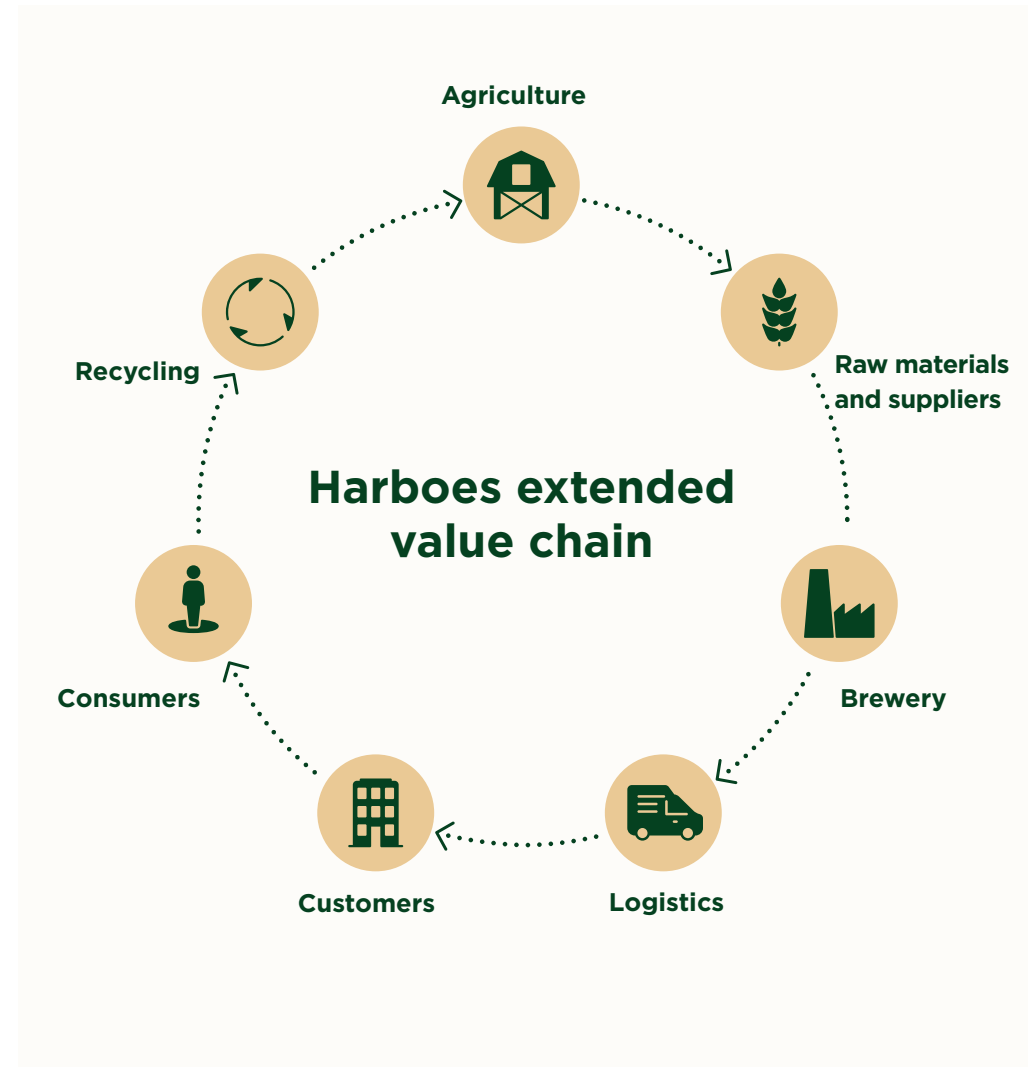 Agriculture
Recycling
Raw materials
and suppliers
Harboes extended
value chain
Consumers
Brewery
Customers
Logistics